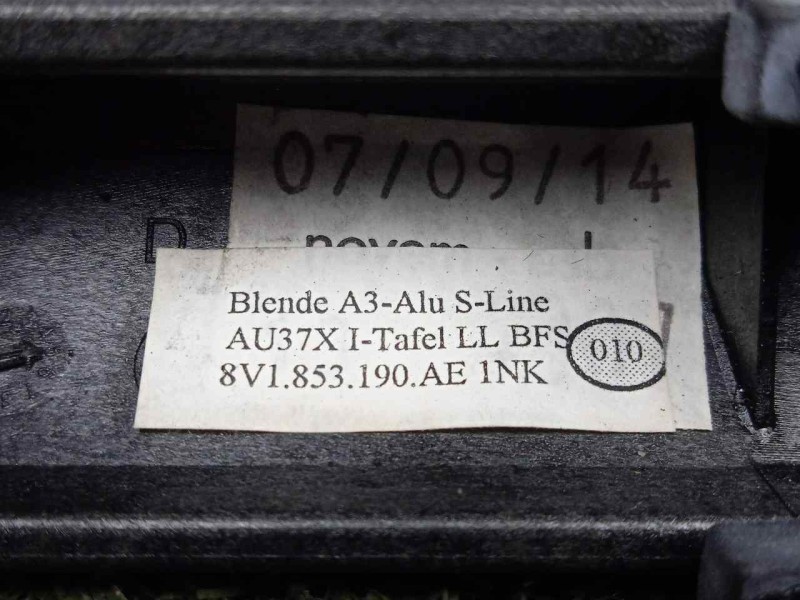 07/09/14
Blende A3-Alu S-Line
AU37X I-Tafel LL BFS
010
8V1.853.190.AE 1NK